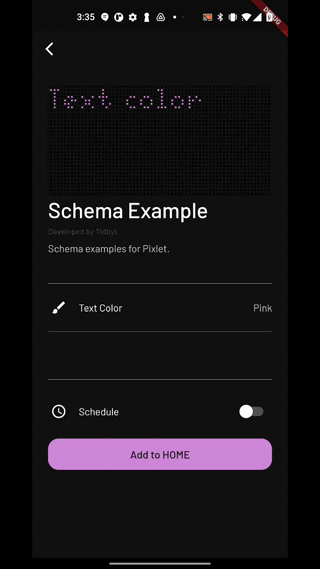 3:35
DEBUG
Text color
Schema Example
Developed by Tidbyt
Schema examples for Pixlet.
Text Color
Pink
Schedule
Add to HOME